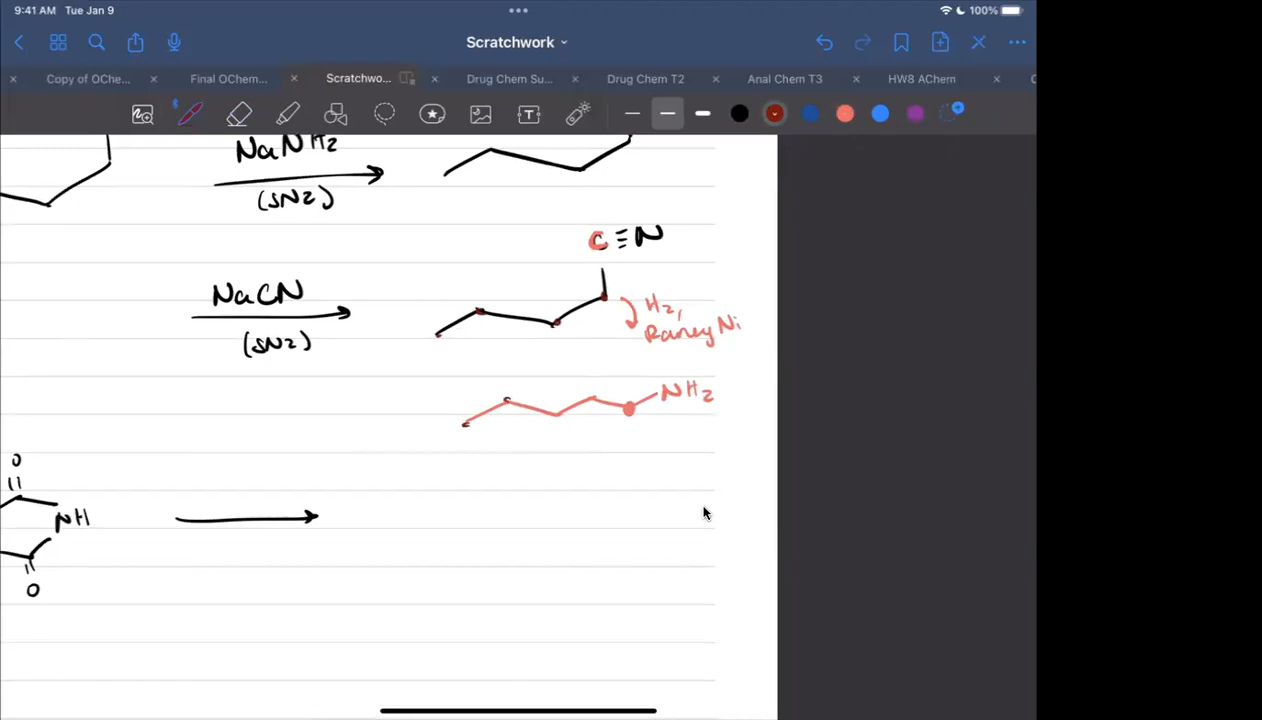 9:41 AM Tue Jan 9
100%
Scratchwork
Copy of OChe...
Final OChem...
Scratchwo...
Drug Chem Su...
Drug Chem T2
Anal Chem T3
HW8 AChem
NaNH2
(SN2)
C≡N
NaCN
(SN2)
H2,
Raney Ni
NH2
O
NH
O